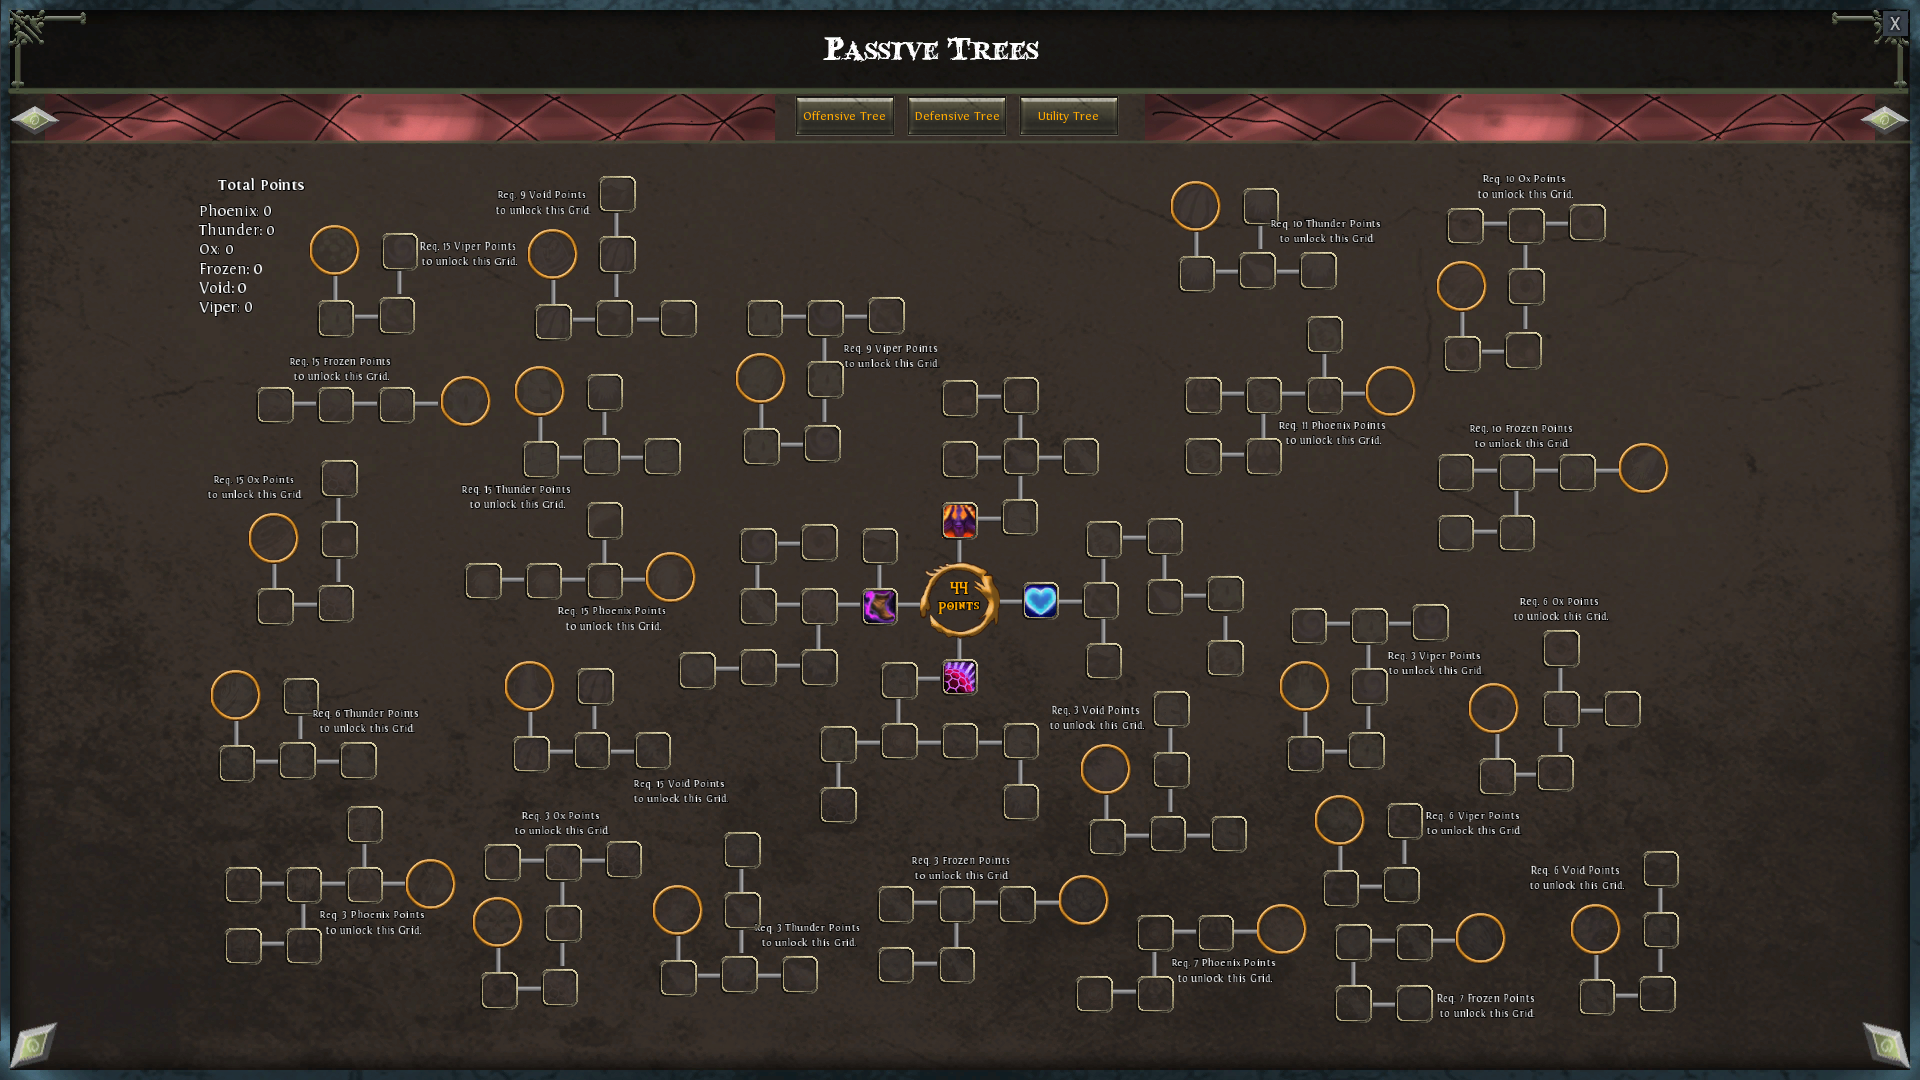 Passive Trees
X
Offensive Tree
Defensive Tree
Utility Tree
Total Points
Phoenix: 0
Thunder: 0
Ox: 0
Frozen: 0
Void: 0
Viper: 0
Req. 9 Void Points
to unlock this Grid.
Req. 15 Viper Points
to unlock this Grid.
Req. 10 Thunder Points
to unlock this Grid.
Req. 10 Ox Points
to unlock this Grid.
Req. 15 Frozen Points
to unlock this Grid.
Req. 9 Viper Points
to unlock this Grid.
Req. 11 Phoenix Points
to unlock this Grid.
Req. 10 Frozen Points
to unlock this Grid.
Req. 15 Ox Points
to unlock this Grid.
Req. 15 Thunder Points
to unlock this Grid.
Req. 15 Phoenix Points
to unlock this Grid.
44
Points
Req. 6 Ox Points
to unlock this Grid.
Req. 3 Viper Points
to unlock this Grid.
Req. 6 Thunder Points
to unlock this Grid.
Req. 3 Void Points
to unlock this Grid.
Req. 15 Void Points
to unlock this Grid.
Req. 3 Ox Points
to unlock this Grid.
Req. 6 Viper Points
to unlock this Grid.
Req. 3 Frozen Points
to unlock this Grid.
Req. 6 Void Points
to unlock this Grid.
Req. 3 Phoenix Points
to unlock this Grid.
Req. 3 Thunder Points
to unlock this Grid.
Req. 7 Phoenix Points
to unlock this Grid.
Req. 7 Frozen Points
to unlock this Grid.